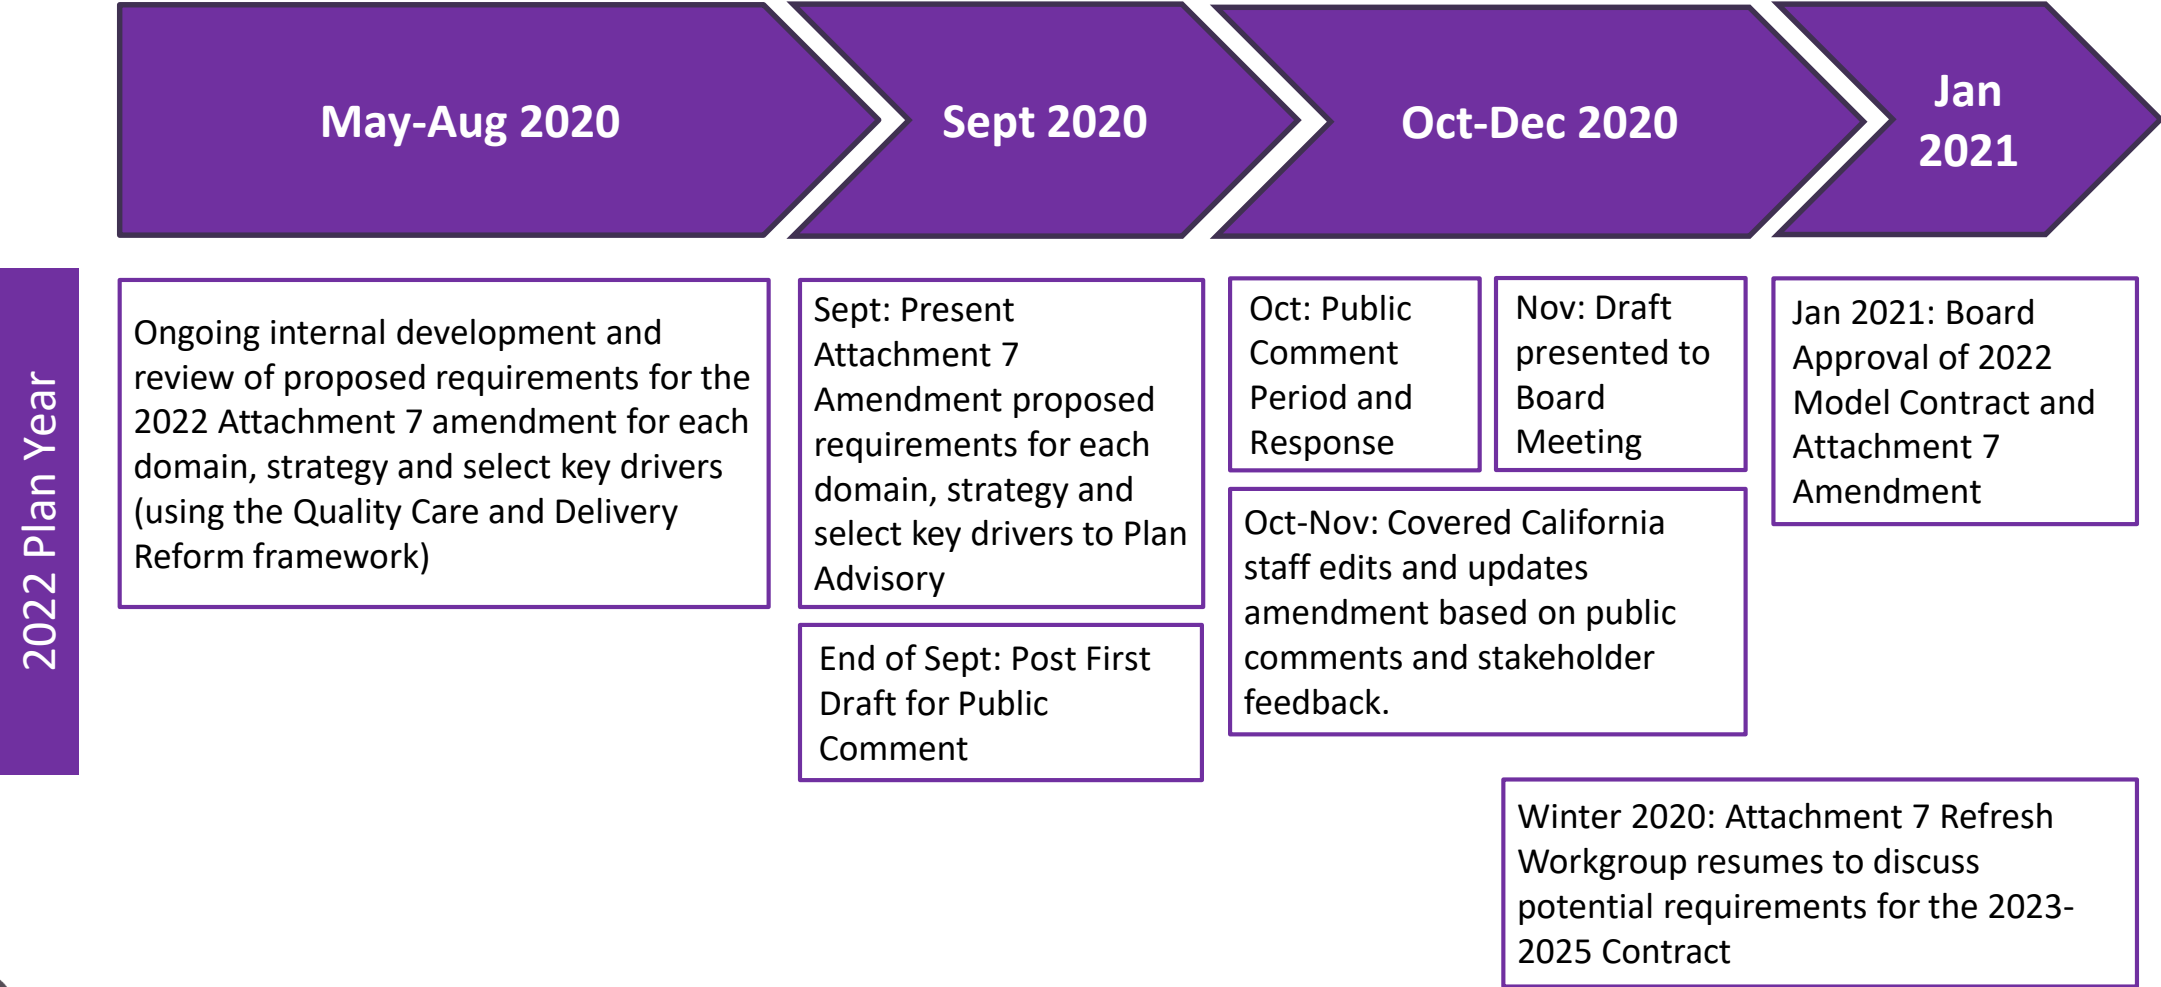 May-Aug 2020
Sept 2020
Oct-Dec 2020
Jan
2021
2022 Plan Year
Ongoing internal development and
review of proposed requirements for the
2022 Attachment 7 amendment for each
domain, strategy and select key drivers
(using the Quality Care and Delivery
Reform framework)
Sept: Present
Attachment 7
Amendment proposed
requirements for each
domain, strategy and
select key drivers to Plan
Advisory
End of Sept: Post First
Draft for Public
Comment
Oct: Public
Comment
Period and
Response
Nov: Draft
presented to
Board
Meeting
Oct-Nov: Covered California
staff edits and updates
amendment based on public
comments and stakeholder
feedback.
Jan 2021: Board
Approval of 2022
Model Contract and
Attachment 7
Amendment
Winter 2020: Attachment 7 Refresh
Workgroup resumes to discuss
potential requirements for the 2023-
2025 Contract